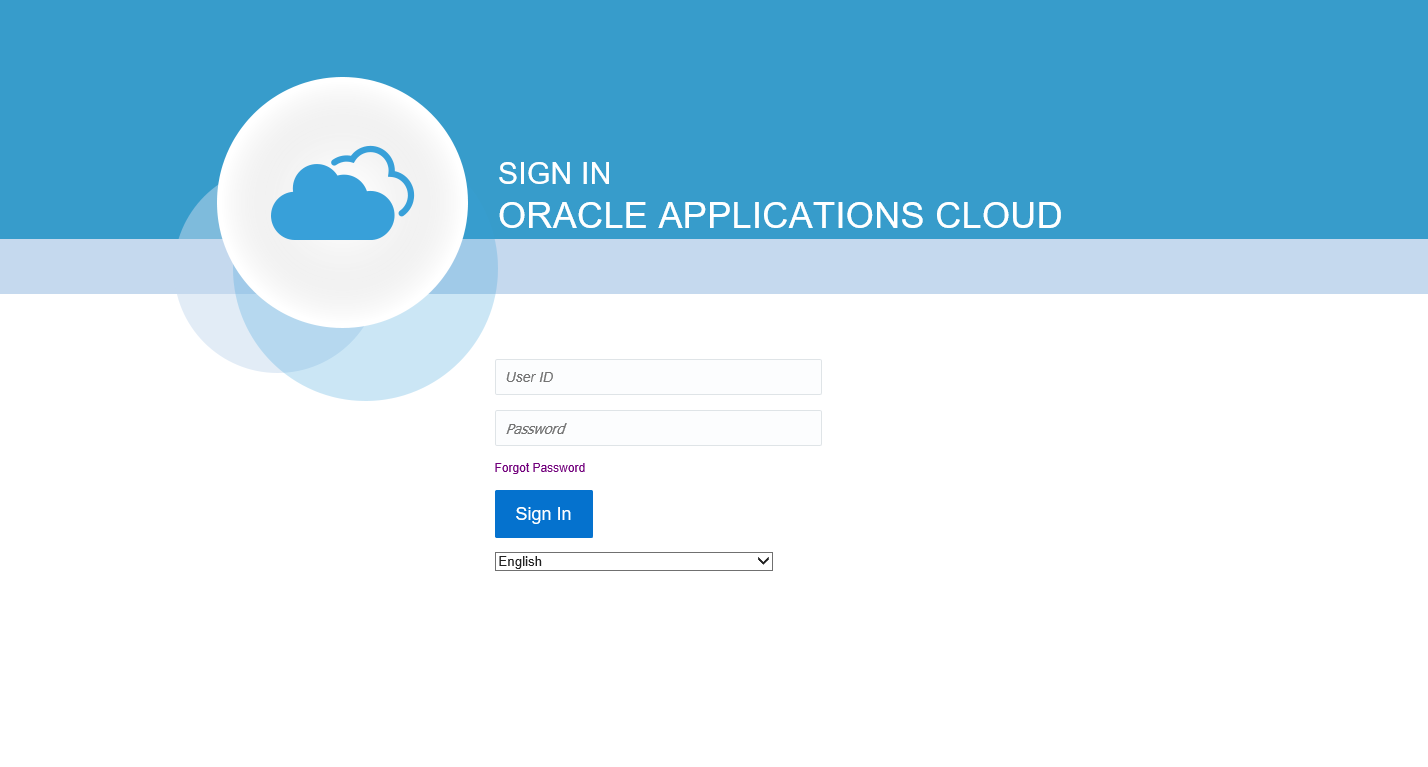 SIGN IN
ORACLE APPLICATIONS CLOUD
User ID
Password
Forgot Password
Sign In
English